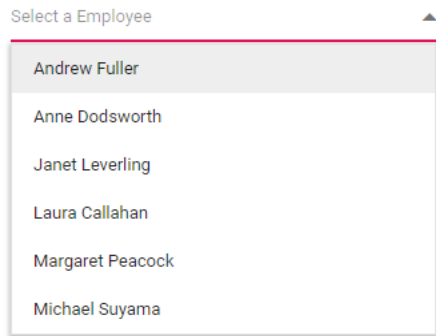 Select a Employee
Andrew Fuller
Anne Dodsworth
Janet Leverling
Laura Callahan
Margaret Peacock
Michael Suyama